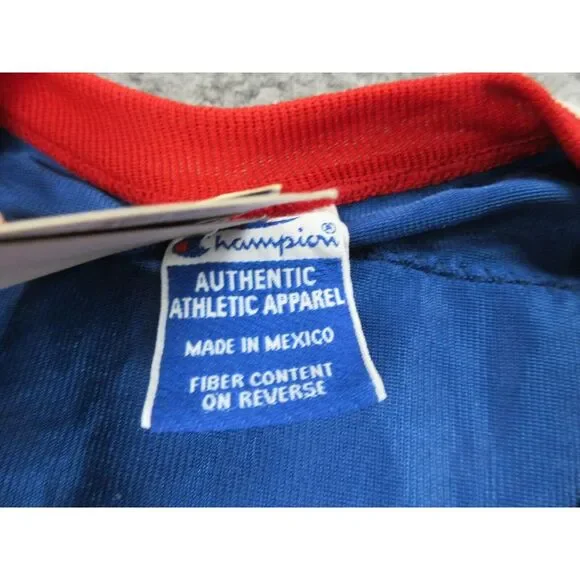 Champion®
AUTHENTIC
ATHLETIC APPAREL
MADE IN MEXICO
FIBER CONTENT
ON REVERSE